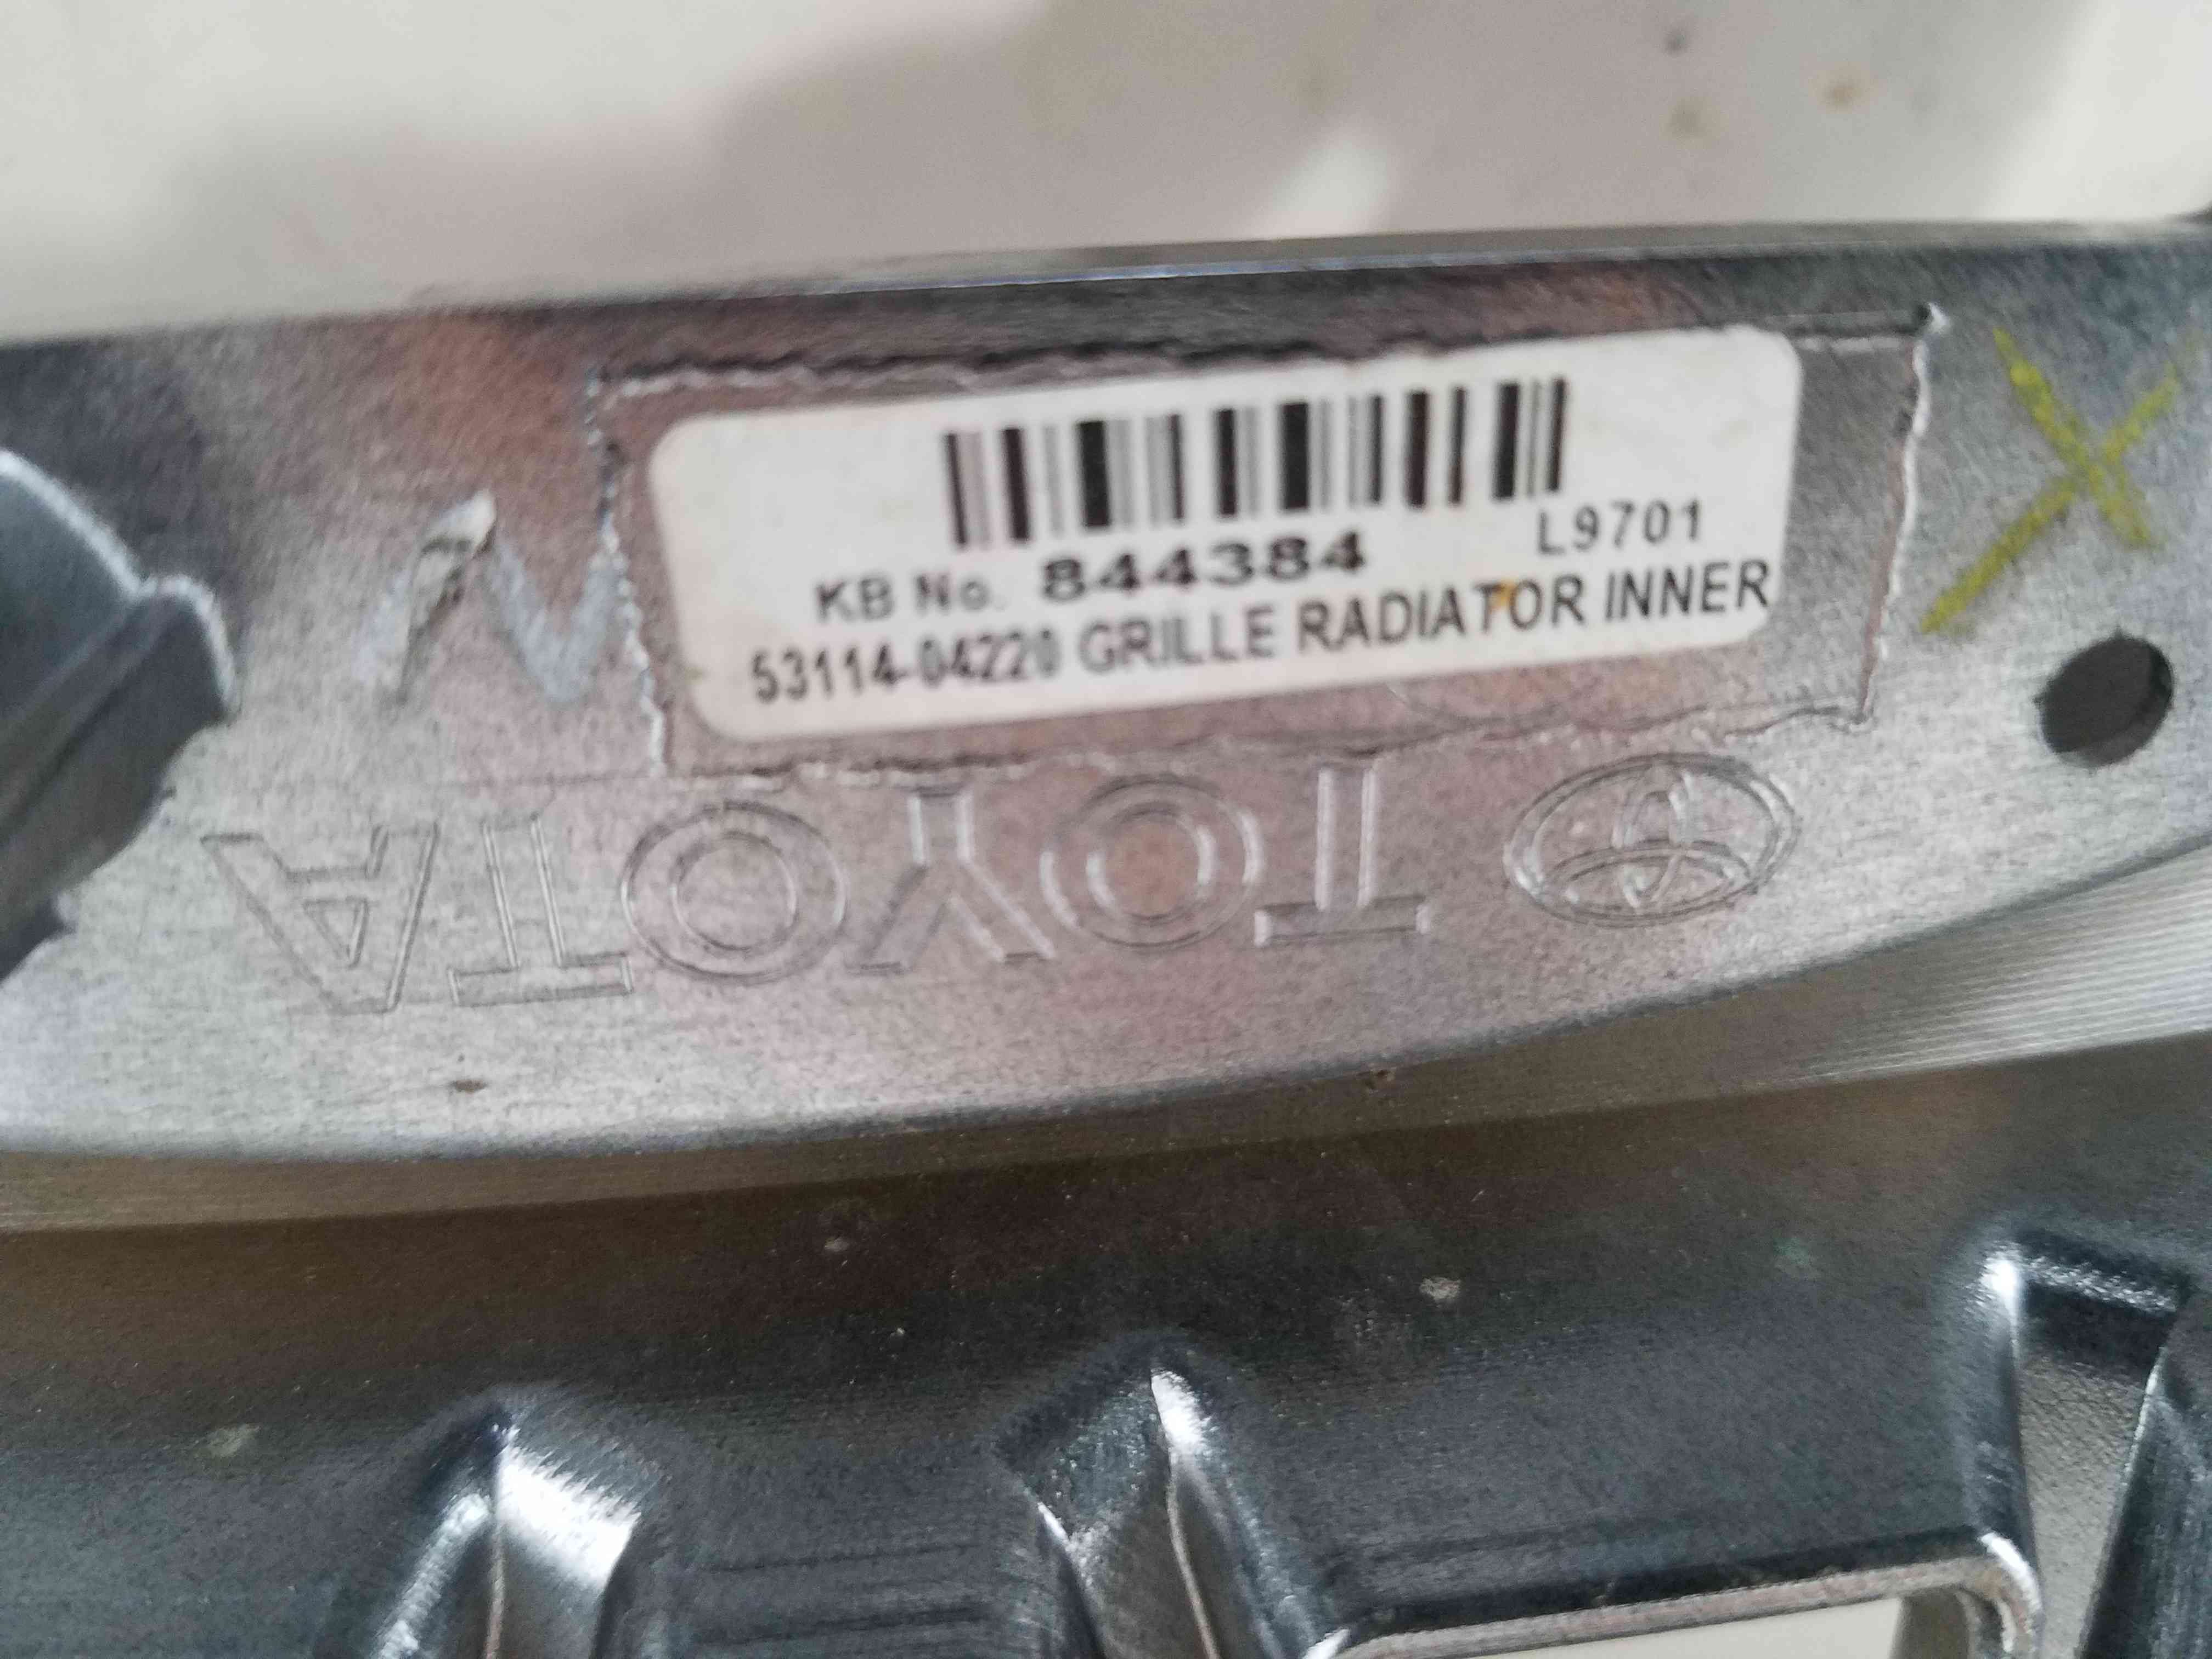 L9701
KB No. 844384
53114-04220 GRILLE RADIATOR INNER
TOYOTA